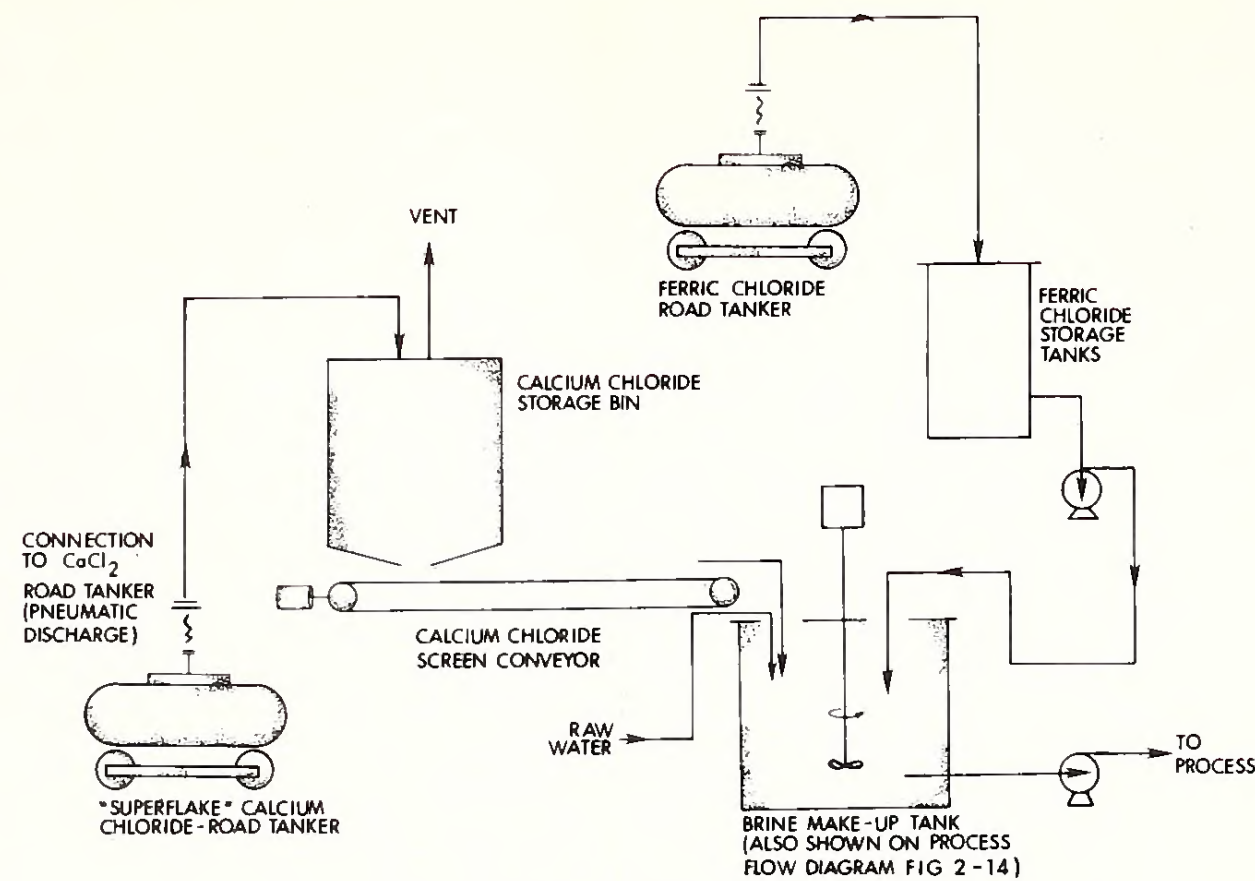 VENT
FERRIC CHLORIDE
ROAD TANKER
FERRIC
CHLORIDE
STORAGE
TANKS
CALCIUM CHLORIDE
STORAGE BIN
CONNECTION
TO CaCl₂
ROAD TANKER
(PNEUMATIC
DISCHARGE)
CALCIUM CHLORIDE
SCREEN CONVEYOR
RAW
WATER
TO
PROCESS
"SUPERFLAKE" CALCIUM
CHLORIDE-ROAD TANKER
BRINE MAKE-UP TANK
(ALSO SHOWN ON PROCESS
FLOW DIAGRAM FIG 2-14)